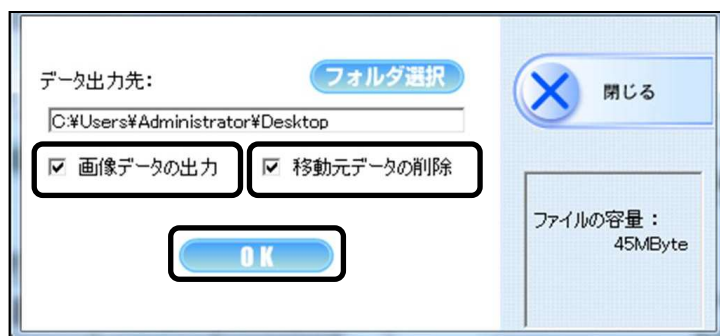 データ出力先:
フォルダ選択
C:¥Users¥Administrator¥Desktop
画像データの出力
移動元データの削除
OK
閉じる
ファイルの容量:
45MByte